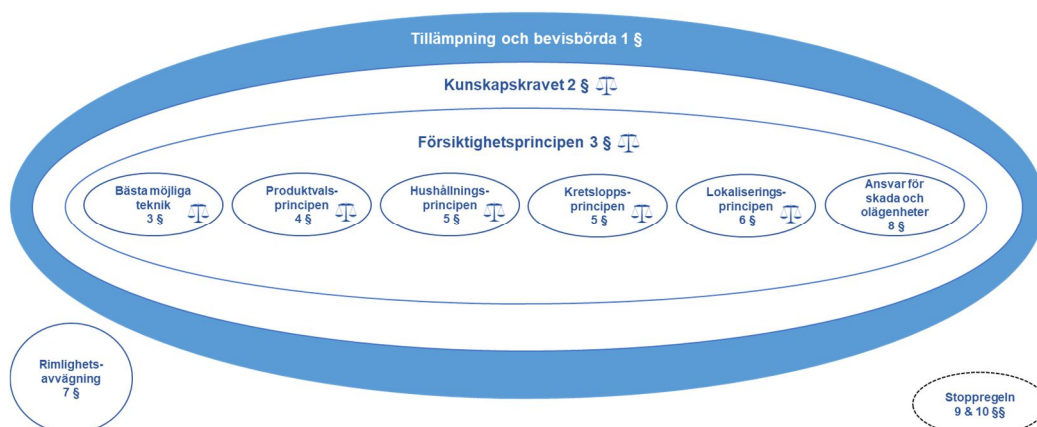 Tillämpning och bevisbörda 1 §
Kunskapskravet 2 §
Försiktighetsprincipen 3 §
Bästa möjliga
teknik
3 §
Produktvals-
principen
4 §
Hushållnings-
principen
5 §
Kretslopps-
principen
5 §
Lokaliserings-
principen
6 §
Ansvar för
skada och
olägenheter
8 §
Rimlighets-
avvägning
7 §
Stoppregeln
9 & 10 §§